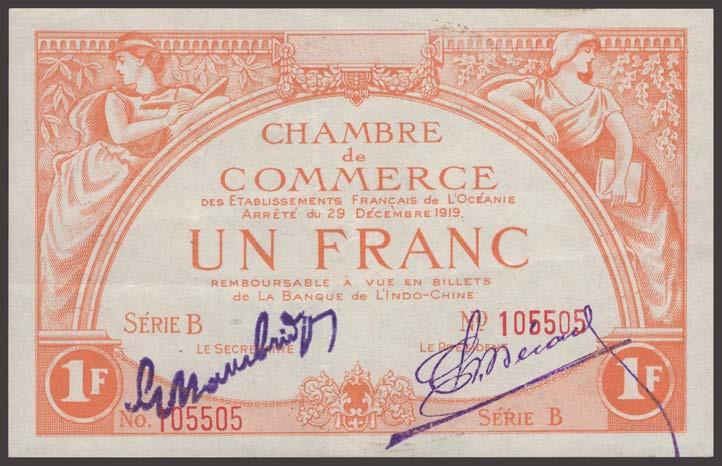 CHAMBRE
de
COMMERCE
DES ETABLISSEMENTS FRANÇAIS de L'OCÉANIE
ARRÊTÉ du 29 DÉCEMBRE 1919.
UN FRANC
REMBOURSABLE À VUE EN BILLETS
de LA BANQUE de L'INDO-CHINE
SÉRIE B No 105505
LE SECRÉTAIRE LE PRÉSIDENT
1F 1F
No. 105505 SÉRIE B